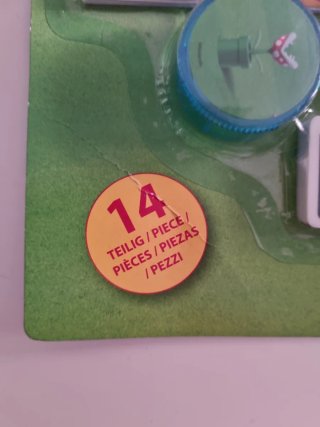 14
TEILIG / PIECE /
PIÈCES / PIEZAS
/ PEZZI